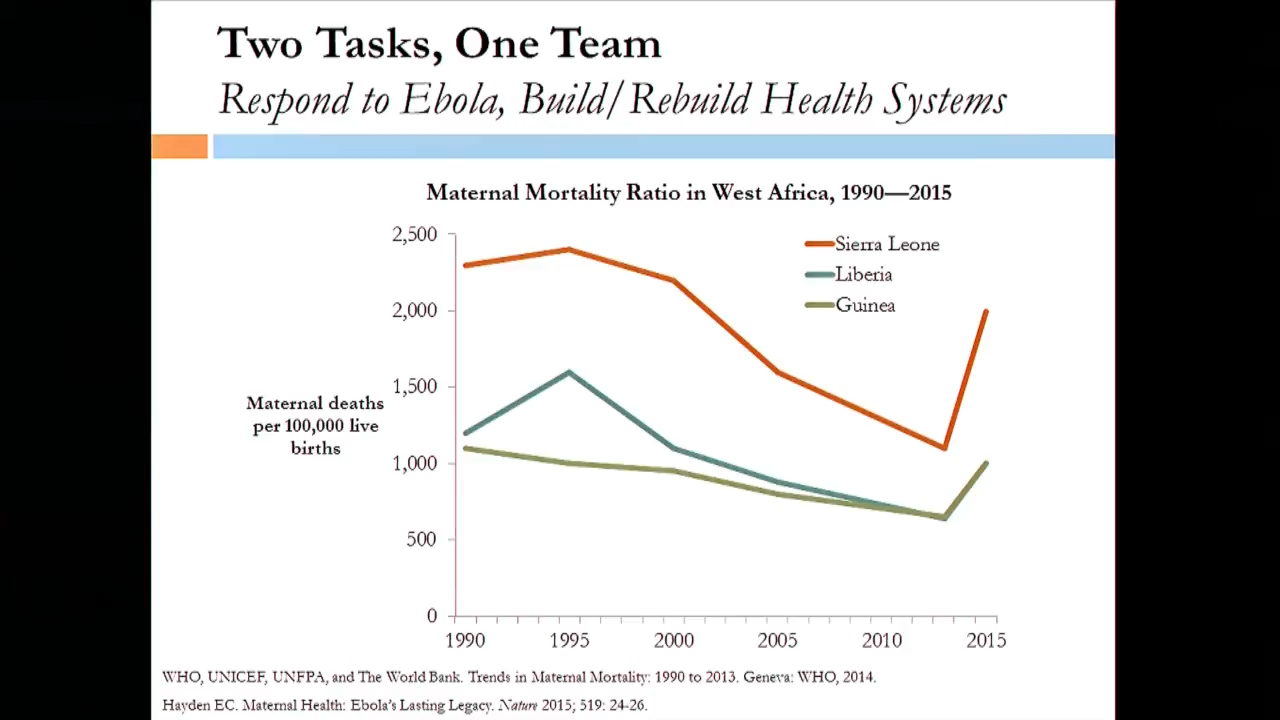 Two Tasks, One Team
Respond to Ebola, Build/Rebuild Health Systems
Maternal Mortality Ratio in West Africa, 1990—2015
2,500
2,000
1,500
1,000
500
0
Maternal deaths
per 100,000 live
births
Sierra Leone
Liberia
Guinea
1990 1995 2000 2005 2010 2015
WHO, UNICEF, UNFPA, and The World Bank. Trends in Maternal Mortality: 1990 to 2013. Geneva: WHO, 2014.
Hayden EC. Maternal Health: Ebola's Lasting Legacy. Nature 2015; 519: 24-26.